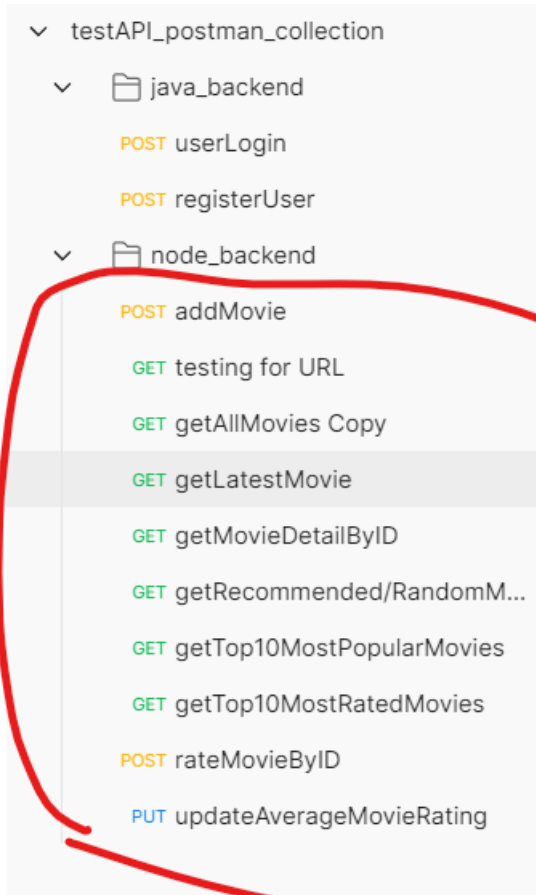 testAPI_postman_collection
java_backend
POST userLogin
POST registerUser
node_backend
POST addMovie
GET testing for URL
GET getAllMovies Copy
GET getLatestMovie
GET getMovieDetailByID
GET getRecommended/RandomM...
GET getTop10MostPopularMovies
GET getTop10MostRatedMovies
POST rateMovieByID
PUT updateAverageMovieRating